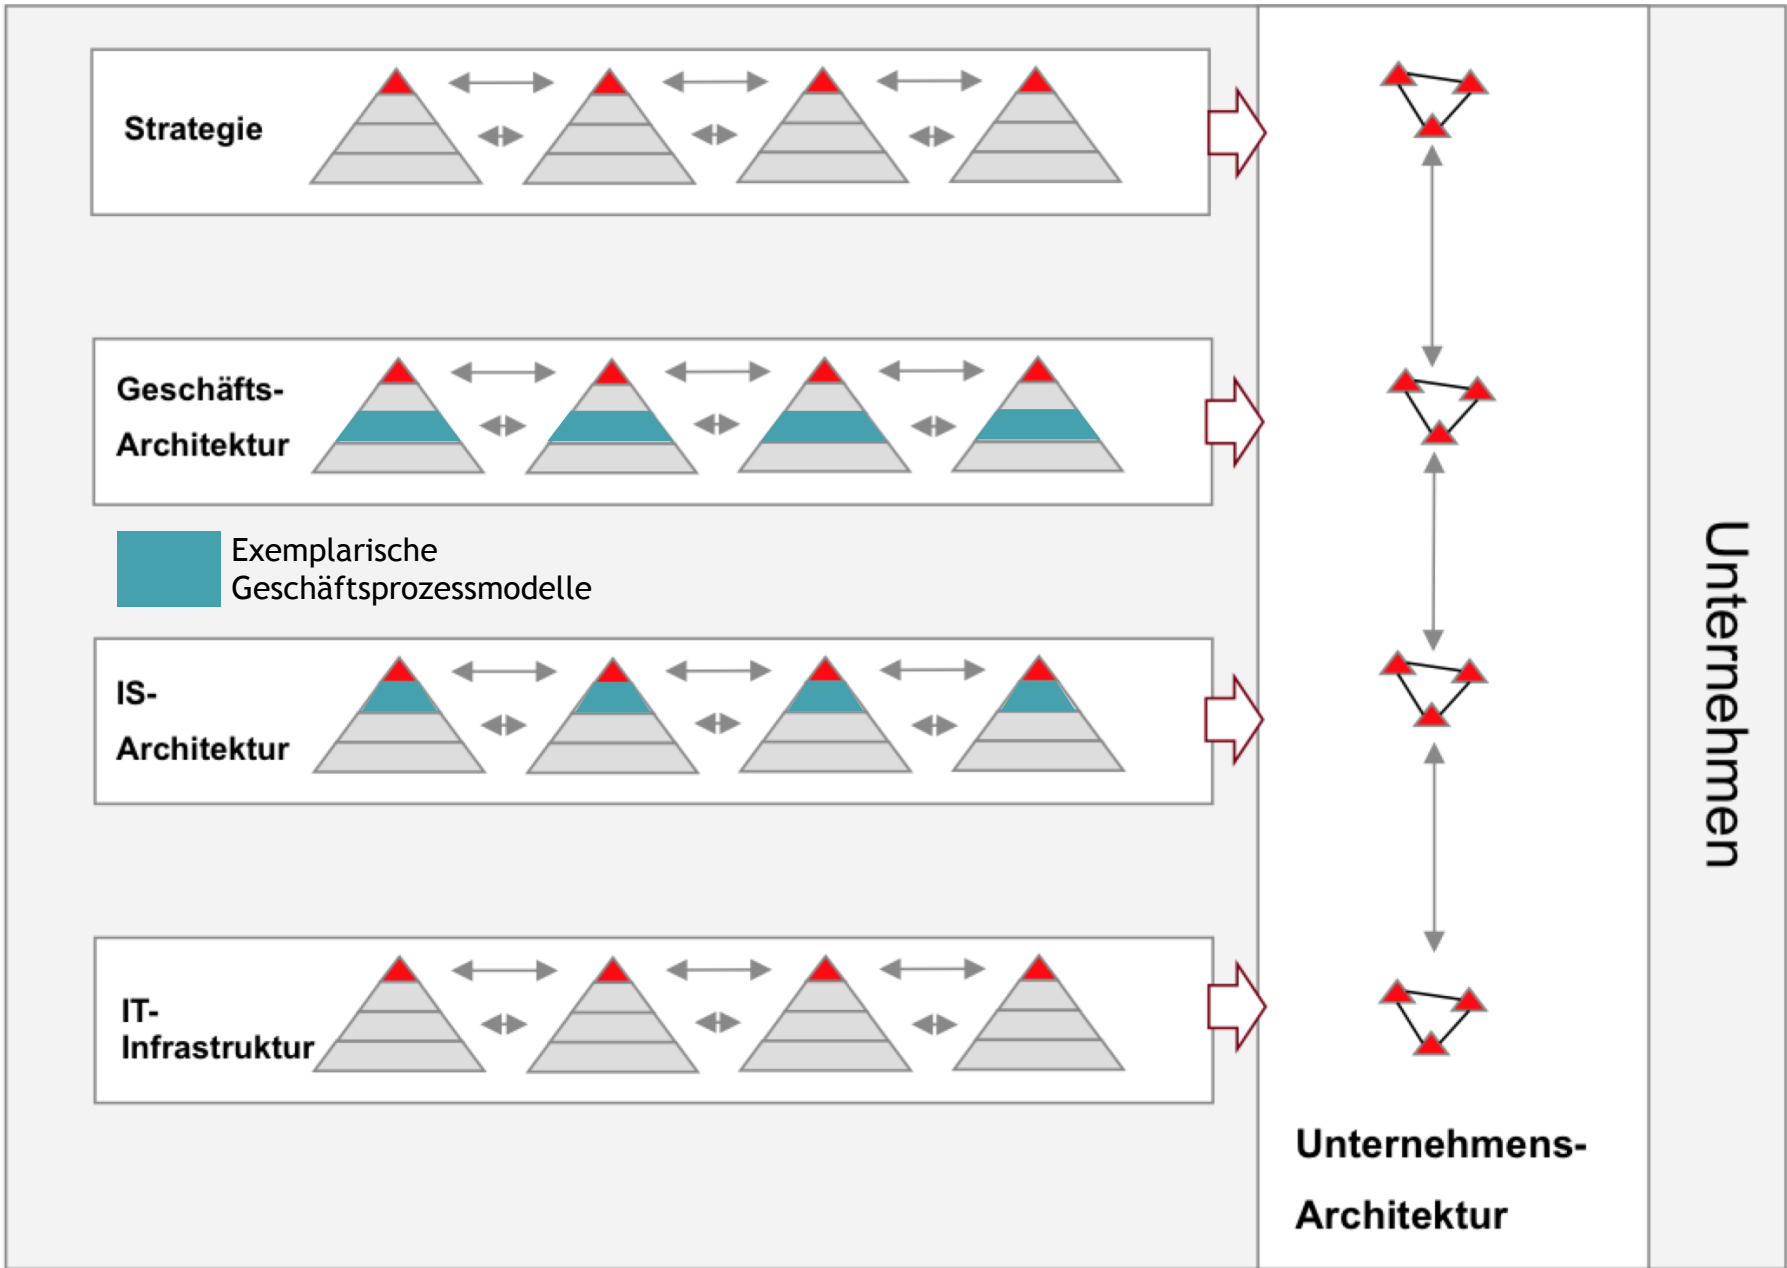 Strategie
Geschäfts-
Architektur
Exemplarische
Geschäftsprozessmodelle
IS-
Architektur
IT-
Infrastruktur
Unternehmens-
Architektur
Unternehmen